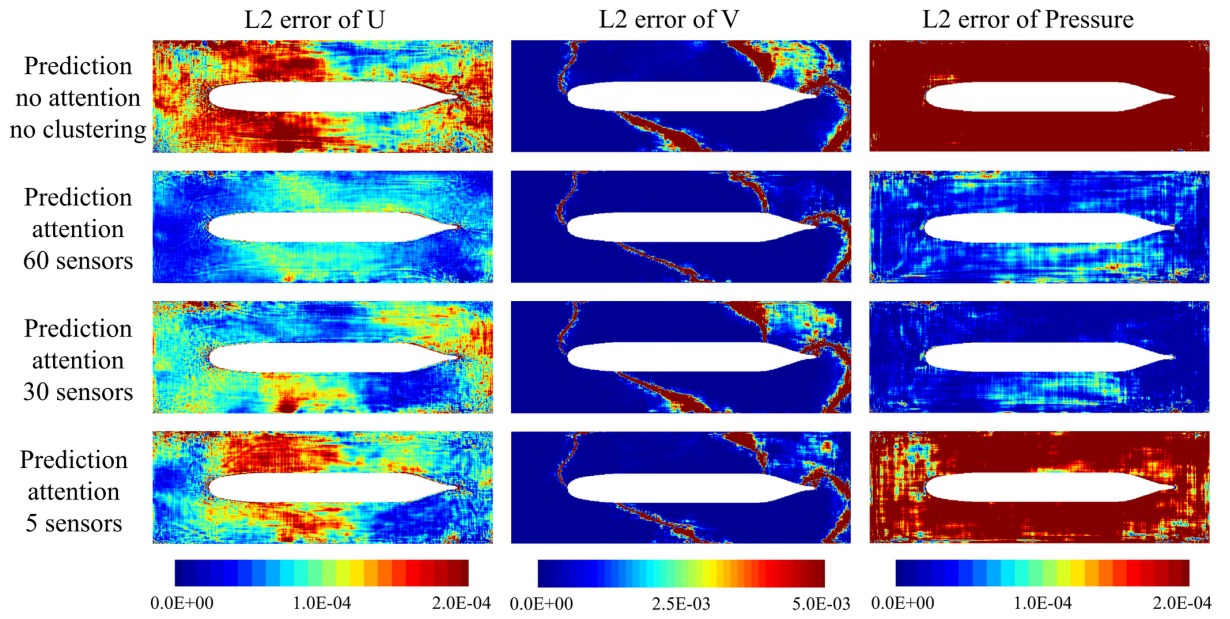 L2 error of U
L2 error of V
L2 error of Pressure
Prediction
no attention
no clustering
Prediction
attention
60 sensors
Prediction
attention
30 sensors
Prediction
attention
5 sensors
0.0E+00 1.0E-04 2.0E-04
0.0E+00 2.5E-03 5.0E-03
0.0E+00 1.0E-04 2.0E-04